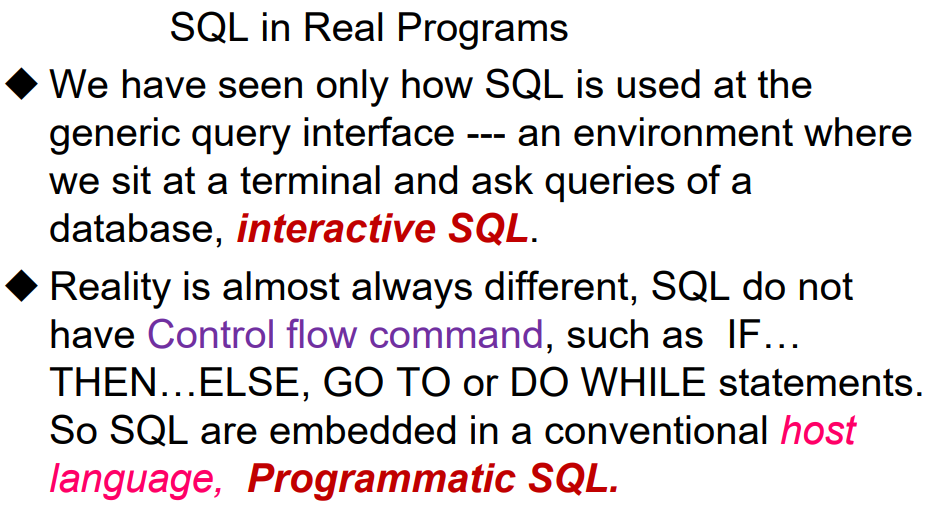 SQL in Real Programs
◆ We have seen only how SQL is used at the
generic query interface --- an environment where
we sit at a terminal and ask queries of a
database, interactive SQL.
◆ Reality is almost always different, SQL do not
have Control flow command, such as  IF…
THEN…ELSE, GO TO or DO WHILE statements.
So SQL are embedded in a conventional host
language,  Programmatic SQL.